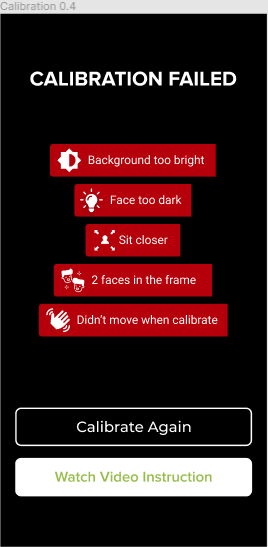 Calibration 0.4
CALIBRATION FAILED
Background too bright
Face too dark
Sit closer
2 faces in the frame
Didn't move when calibrate
Calibrate Again
Watch Video Instruction